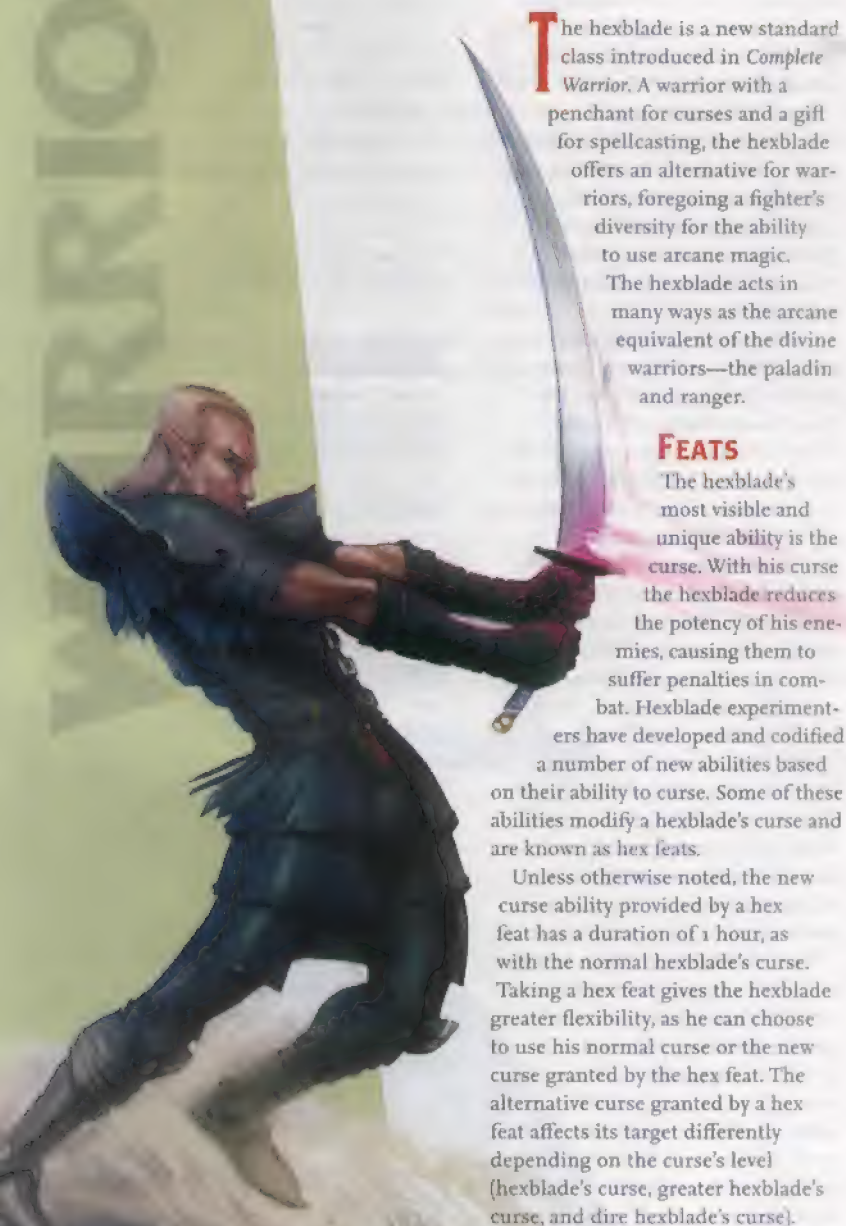 WARRIO
The hexblade is a new standard
class introduced in Complete
Warrior. A warrior with a
penchant for curses and a gift
for spellcasting, the hexblade
offers an alternative for war-
riors, foregoing a fighter's
diversity for the ability
to use arcane magic.
The hexblade acts in
many ways as the arcane
equivalent of the divine
warriors—the paladin
and ranger.
FEATS
The hexblade's
most visible and
unique ability is the
curse. With his curse
the hexblade reduces
the potency of his ene-
mies, causing them to
suffer penalties in com-
bat. Hexblade experiment-
ers have developed and codified
a number of new abilities based
on their ability to curse. Some of these
abilities modify a hexblade's curse and
are known as hex feats.
Unless otherwise noted, the new
curse ability provided by a hex
feat has a duration of 1 hour, as
with the normal hexblade's curse.
Taking a hex feat gives the hexblade
greater flexibility, as he can choose
to use his normal curse or the new
curse granted by the hex feat. The
alternative curse granted by a hex
feat affects its target differently
depending on the curse's level
(hexblade's curse, greater hexblade's
curse, and dire hexblade's curse).